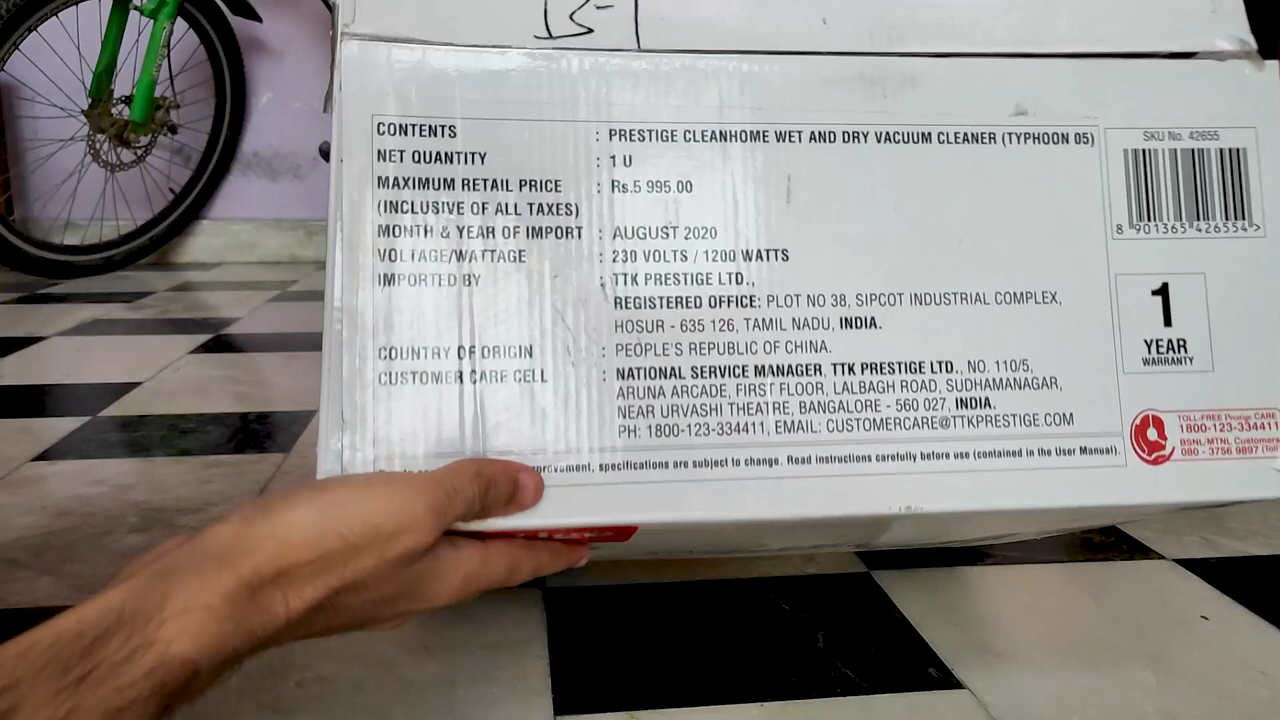 CONTENTS : PRESTIGE CLEANHOME WET AND DRY VACUUM CLEANER (TYPHOON 05)
NET QUANTITY : 1 U
MAXIMUM RETAIL PRICE : Rs.5 995.00
(INCLUSIVE OF ALL TAXES)
MONTH & YEAR OF IMPORT : AUGUST 2020
VOLTAGE/WATTAGE : 230 VOLTS / 1200 WATTS
IMPORTED BY : TTK PRESTIGE LTD.,
REGISTERED OFFICE: PLOT NO 38, SIPCOT INDUSTRIAL COMPLEX,
HOSUR - 635 126, TAMIL NADU, INDIA.
COUNTRY OF ORIGIN : PEOPLE'S REPUBLIC OF CHINA.
CUSTOMER CARE CELL : NATIONAL SERVICE MANAGER, TTK PRESTIGE LTD., NO. 110/5,
ARUNA ARCADE, FIRST FLOOR, LALBAGH ROAD, SUDHAMANAGAR,
NEAR URVASHI THEATRE, BANGALORE - 560 027, INDIA.
PH: 1800-123-334411, EMAIL: CUSTOMERCARE@TTKPRESTIGE.COM
specifications are subject to change. Read instructions carefully before use (contained in the User Manual).
SKU No. 42655
8 901365 426554 >
1
YEAR
WARRANTY
TOLL-FREE Prestige CARE
1800-123-334411
BSNL/MTNL Customers
080 - 3756 9897 (Toll